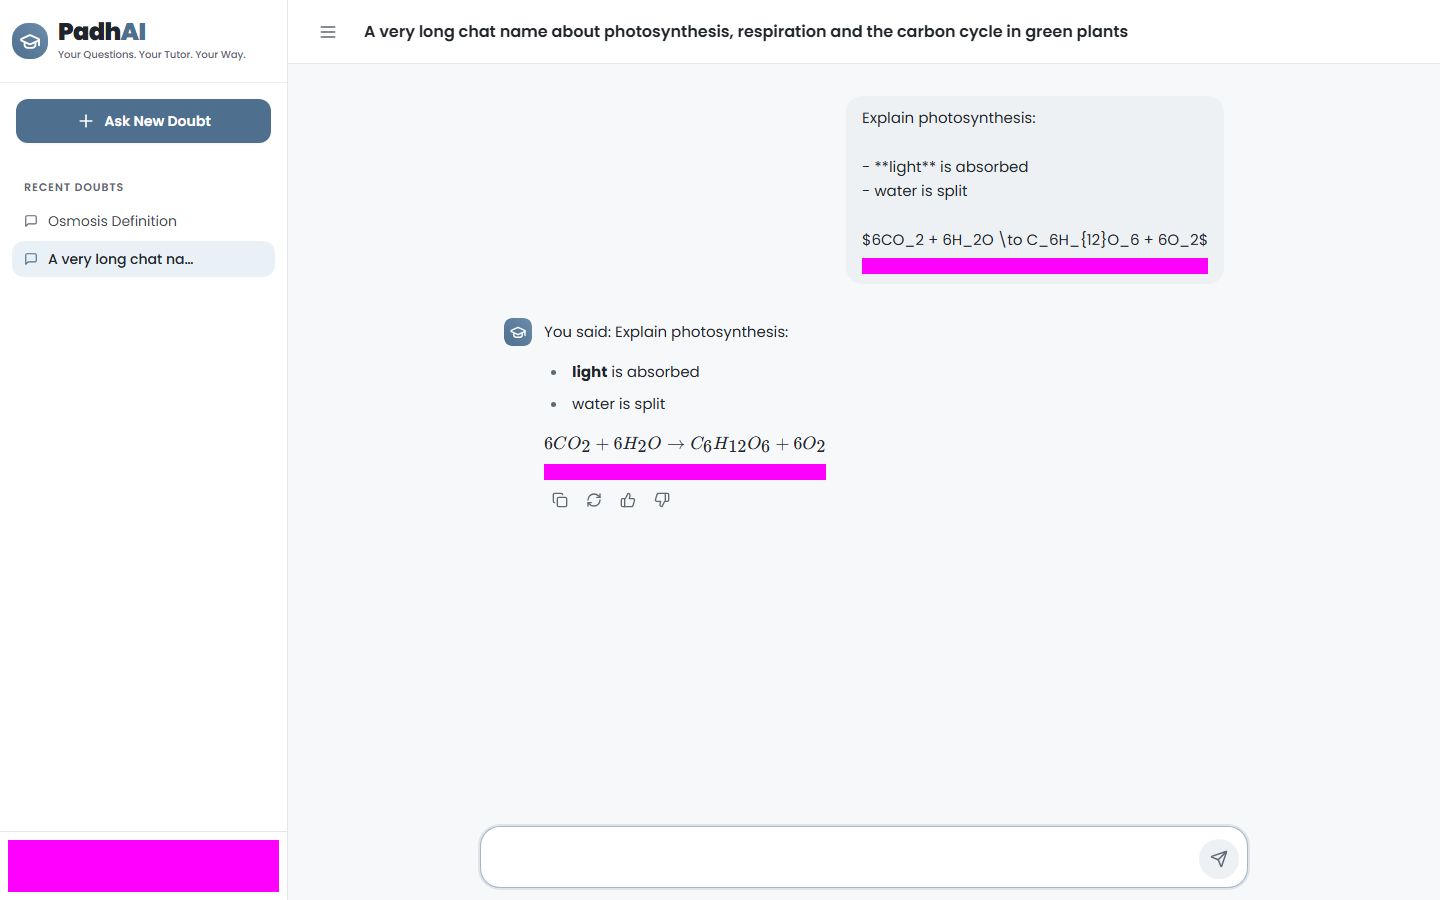 PadhAI
Your Questions. Your Tutor. Your Way.
Ask New Doubt
RECENT DOUBTS
Osmosis Definition
A very long chat na...
A very long chat name about photosynthesis, respiration and the carbon cycle in green plants
Explain photosynthesis:
- **light** is absorbed
- water is split
$6CO_2 + 6H_2O \to C_6H_{12}O_6 + 6O_2$
You said: Explain photosynthesis:
• light is absorbed
• water is split
6CO₂ + 6H₂O → C₆H₁₂O₆ + 6O₂